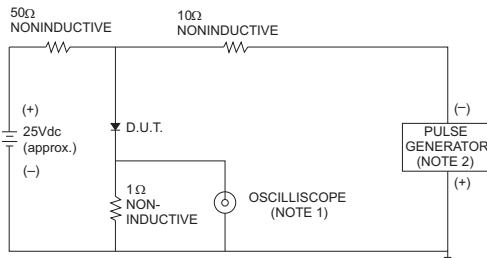 50Ω
NONINDUCTIVE
10Ω
NONINDUCTIVE
(+)
25Vdc
(approx.)
(–)
D.U.T.
1Ω
NON-
INDUCTIVE
OSCILLISCOPE
(NOTE 1)
(–)
PULSE
GENERATOR
(NOTE 2)
(+)